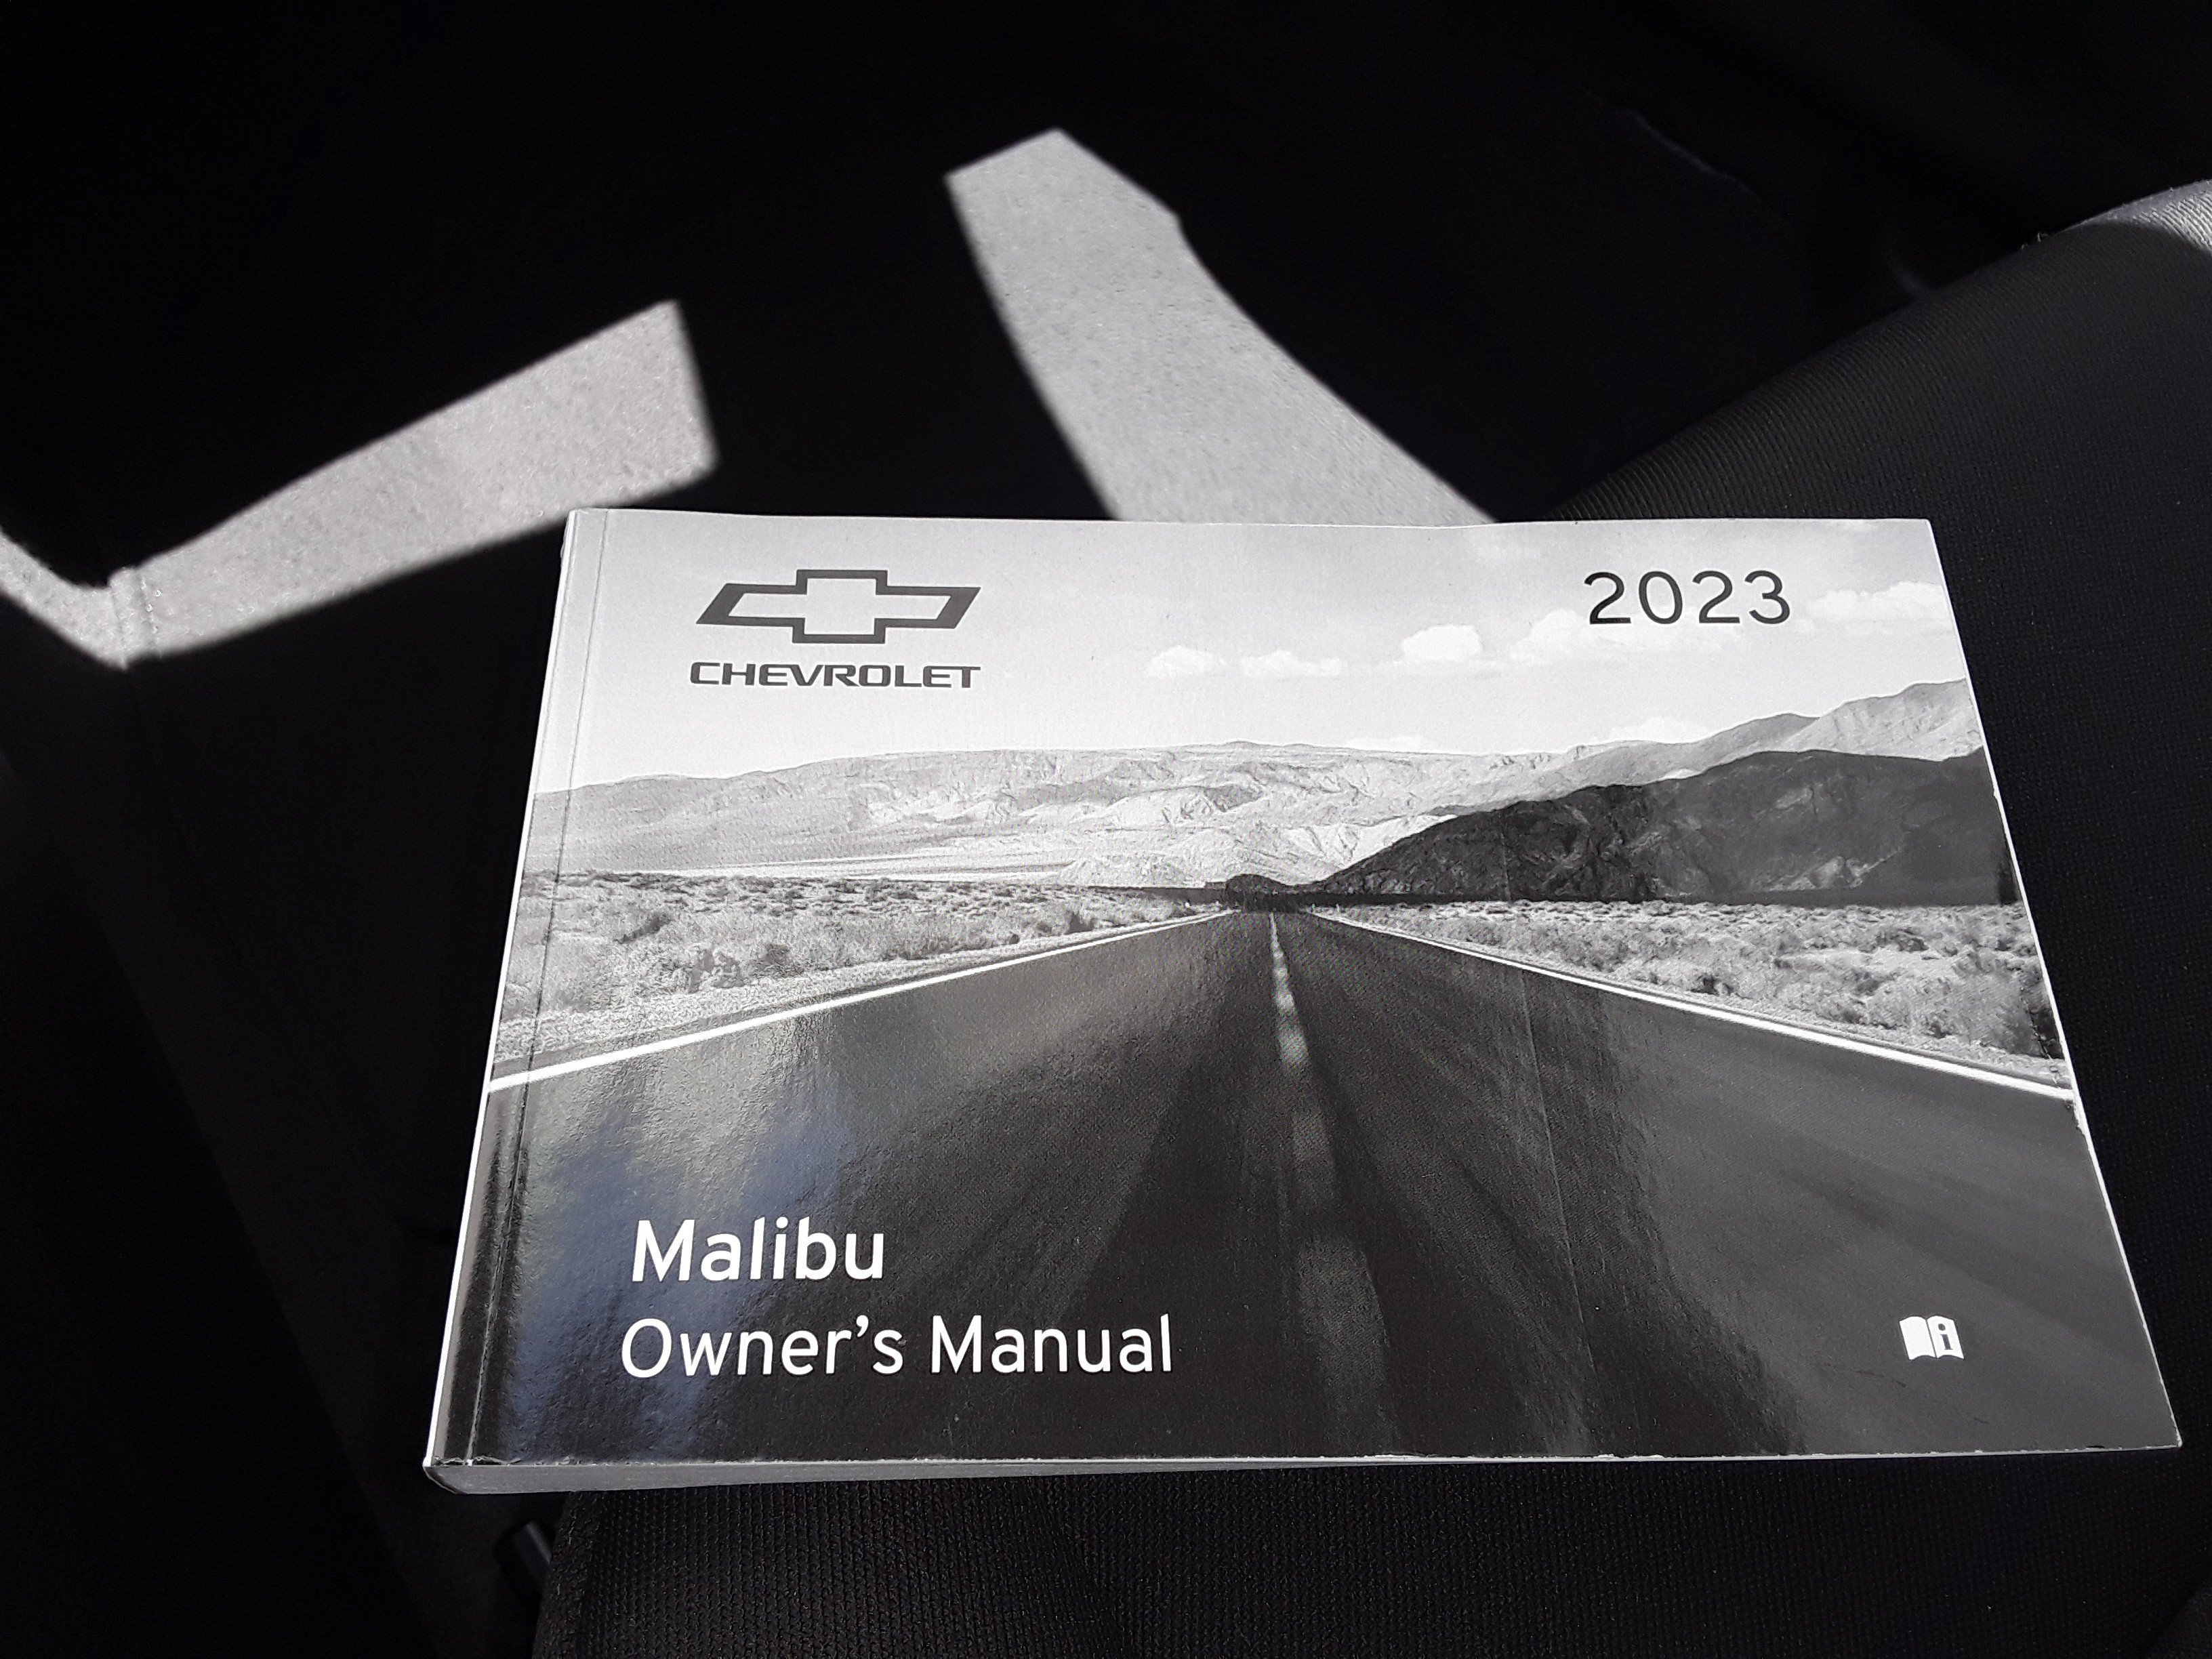 CHEVROLET
2023
Malibu
Owner's Manual